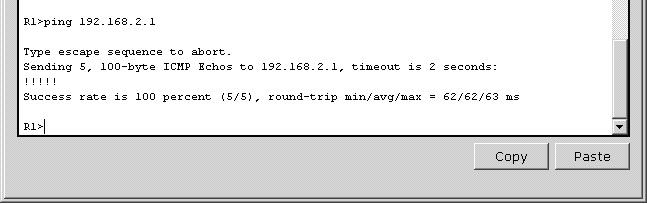 R1>ping 192.168.2.1
Type escape sequence to abort.
Sending 5, 100-byte ICMP Echos to 192.168.2.1, timeout is 2 seconds:
!!!!!
Success rate is 100 percent (5/5), round-trip min/avg/max = 62/62/63 ms
R1>
Copy Paste